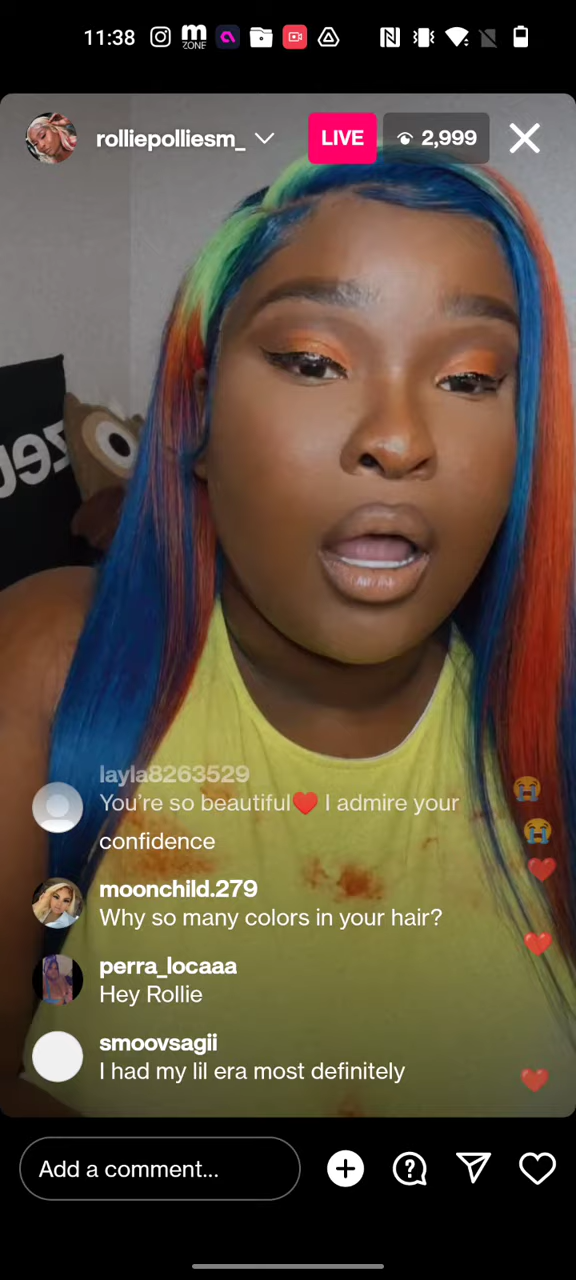 11:38
m
ZONE
rolliepolliesm_
LIVE
2,999
layla8263529
You're so beautiful❤️ I admire your
confidence
moonchild.279
Why so many colors in your hair?
perra_locaaa
Hey Rollie
smoovsagii
I had my lil era most definitely
Add a comment...